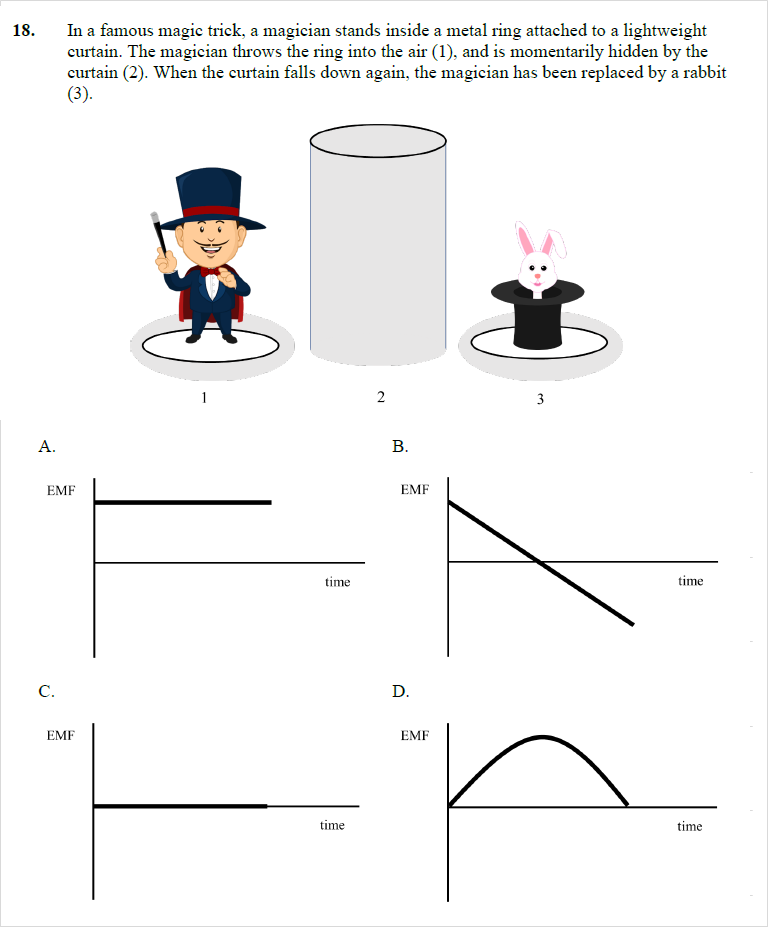 18. In a famous magic trick, a magician stands inside a metal ring attached to a lightweight
curtain. The magician throws the ring into the air (1), and is momentarily hidden by the
curtain (2). When the curtain falls down again, the magician has been replaced by a rabbit
(3).
1
2
3
A.
B.
EMF
EMF
time
time
C.
D.
EMF
EMF
time
time